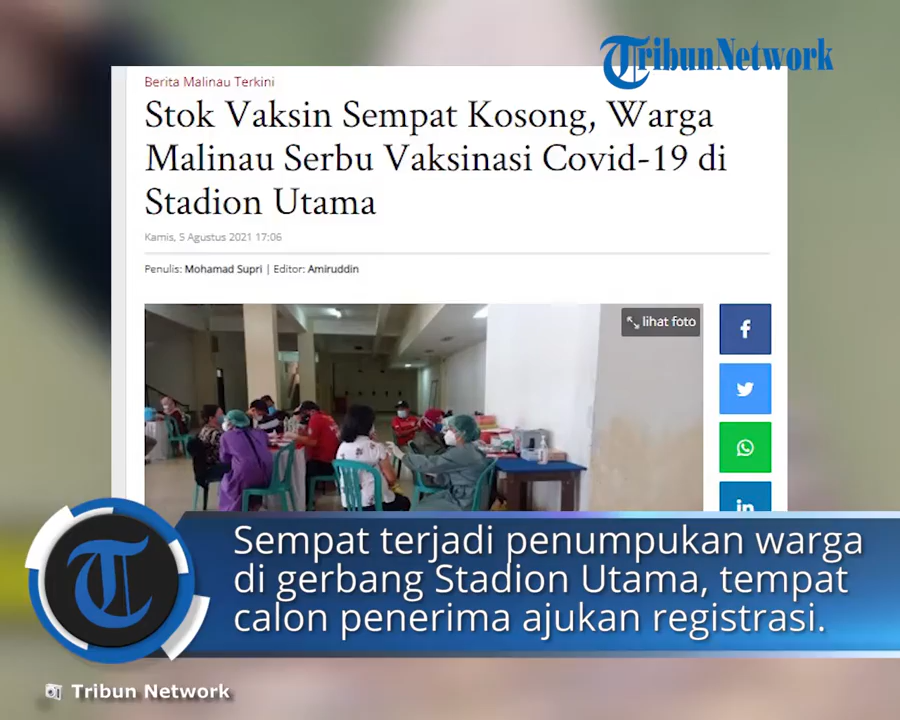 TribunNetwork
Berita Malinau Terkini
Stok Vaksin Sempat Kosong, Warga
Malinau Serbu Vaksinasi Covid-19 di
Stadion Utama
Kamis, 5 Agustus 2021 17:06
Penulis: Mohamad Supri | Editor: Amiruddin
lihat foto
f
in
T
Sempat terjadi penumpukan warga
di gerbang Stadion Utama, tempat
calon penerima ajukan registrasi.
Tribun Network